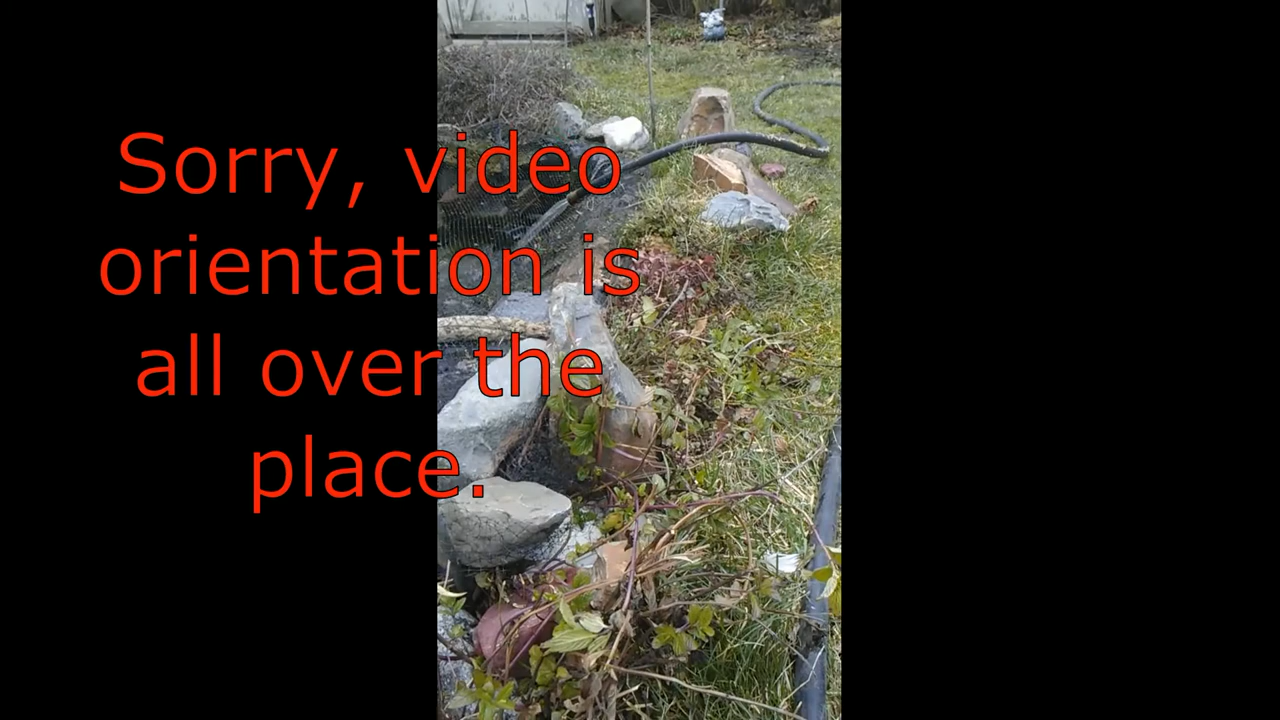 Sorry, video
orientation is
all over the
place.